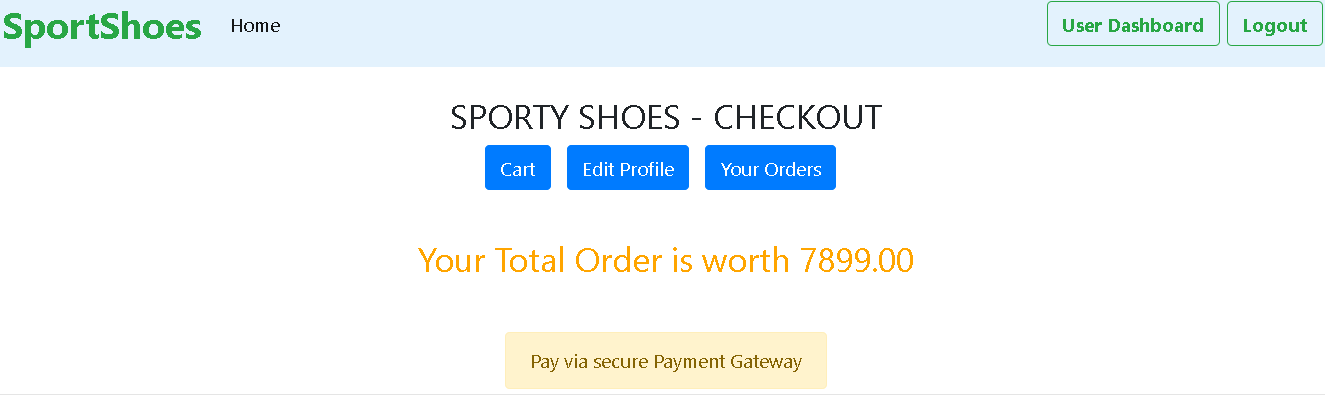 SportShoes Home User Dashboard Logout
SPORTY SHOES - CHECKOUT
Cart Edit Profile Your Orders
Your Total Order is worth 7899.00
Pay via secure Payment Gateway